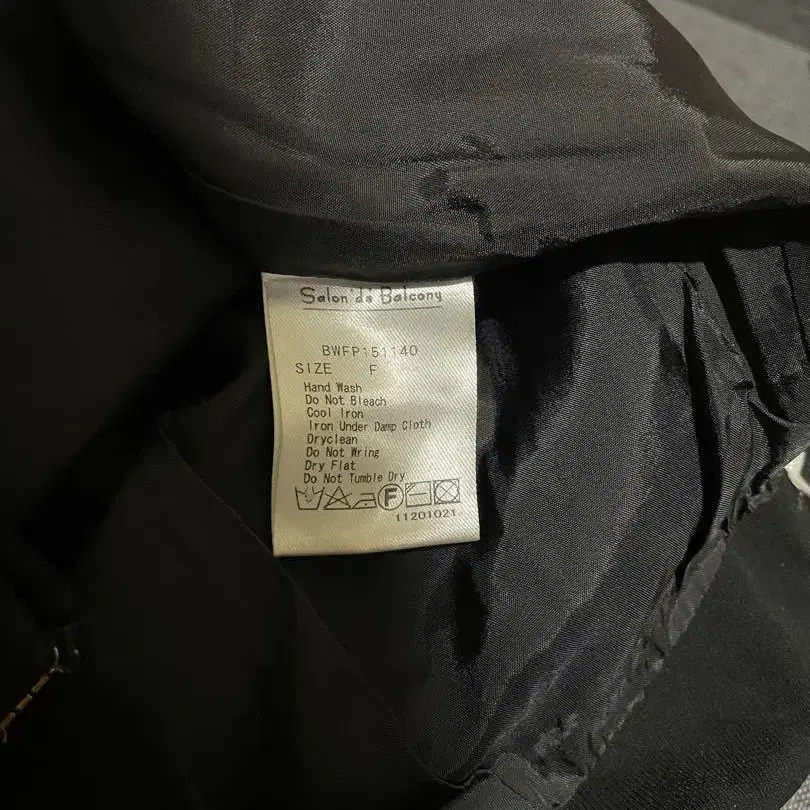 Salon de Balcony
BWFP151140
SIZE F
Hand Wash
Do Not Bleach
Cool Iron
Iron Under Damp Cloth
Dryclean
Do Not Wring
Dry Flat
Do Not Tumble Dry
F
11201021